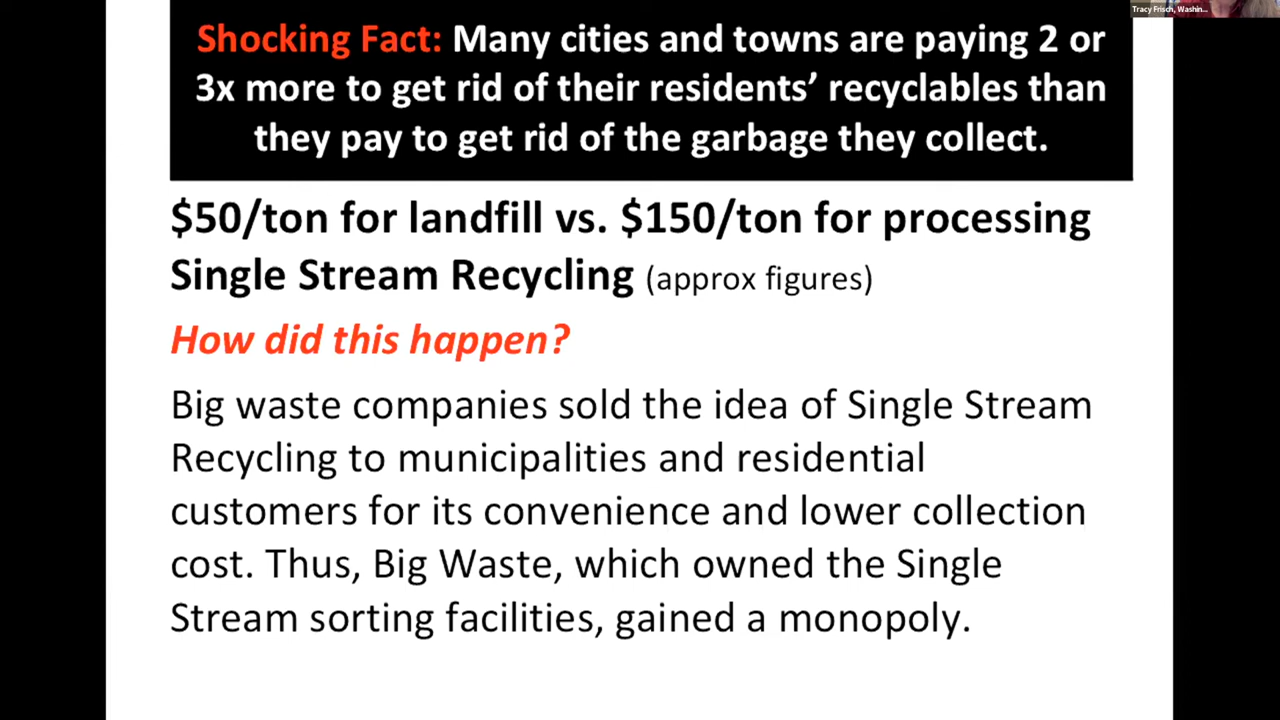 Tracy Frisch, Washin...
Shocking Fact: Many cities and towns are paying 2 or
3x more to get rid of their residents’ recyclables than
they pay to get rid of the garbage they collect.
$50/ton for landfill vs. $150/ton for processing
Single Stream Recycling (approx figures)
How did this happen?
Big waste companies sold the idea of Single Stream
Recycling to municipalities and residential
customers for its convenience and lower collection
cost. Thus, Big Waste, which owned the Single
Stream sorting facilities, gained a monopoly.